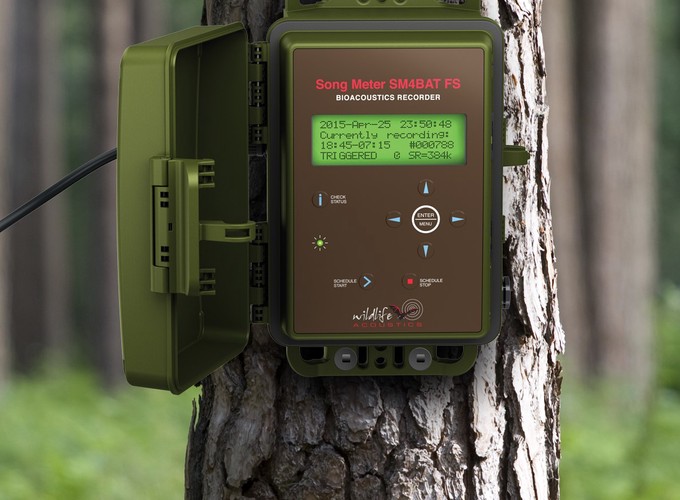 Song Meter SM4BAT FS
BIOACOUSTICS RECORDER
2015-Apr-25 23:50:48
Currently recording:
18:45-07:15 #000788
TRIGGERED @ SR=384k
i CHECK
STATUS
ENTER
MENU
SCHEDULE
START
SCHEDULE
STOP
wildlife
ACOUSTICS